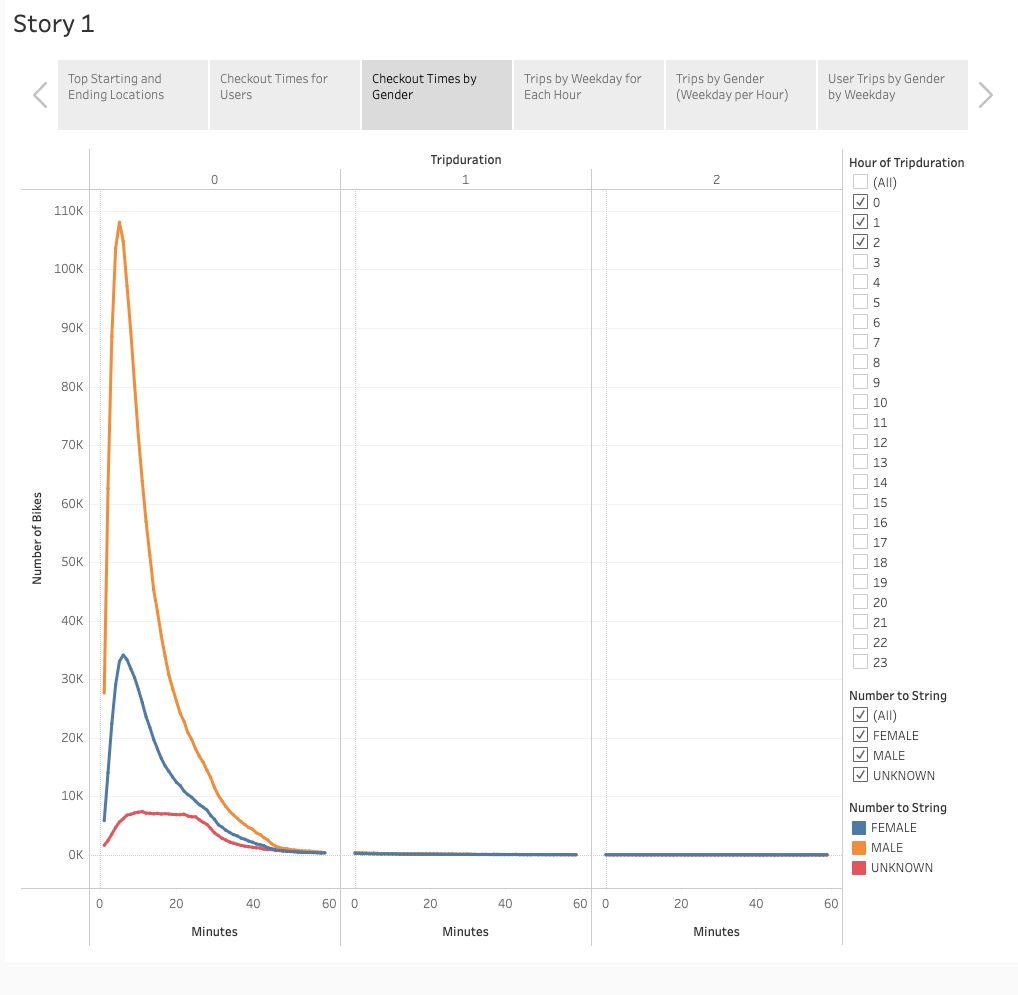 Story 1
Top Starting and
Ending Locations
Checkout Times for
Users
Checkout Times by
Gender
Trips by Weekday for
Each Hour
Trips by Gender
(Weekday per Hour)
User Trips by Gender
by Weekday
Tripduration
0 1 2
110K
100K
90K
80K
70K
60K
50K
40K
30K
20K
10K
0K
Number of Bikes
0 20 40 60 0 20 40 60 0 20 40 60
Minutes Minutes Minutes
Hour of Tripduration
(All)
0
1
2
3
4
5
6
7
8
9
10
11
12
13
14
15
16
17
18
19
20
21
22
23
Number to String
(All)
FEMALE
MALE
UNKNOWN
Number to String
FEMALE
MALE
UNKNOWN